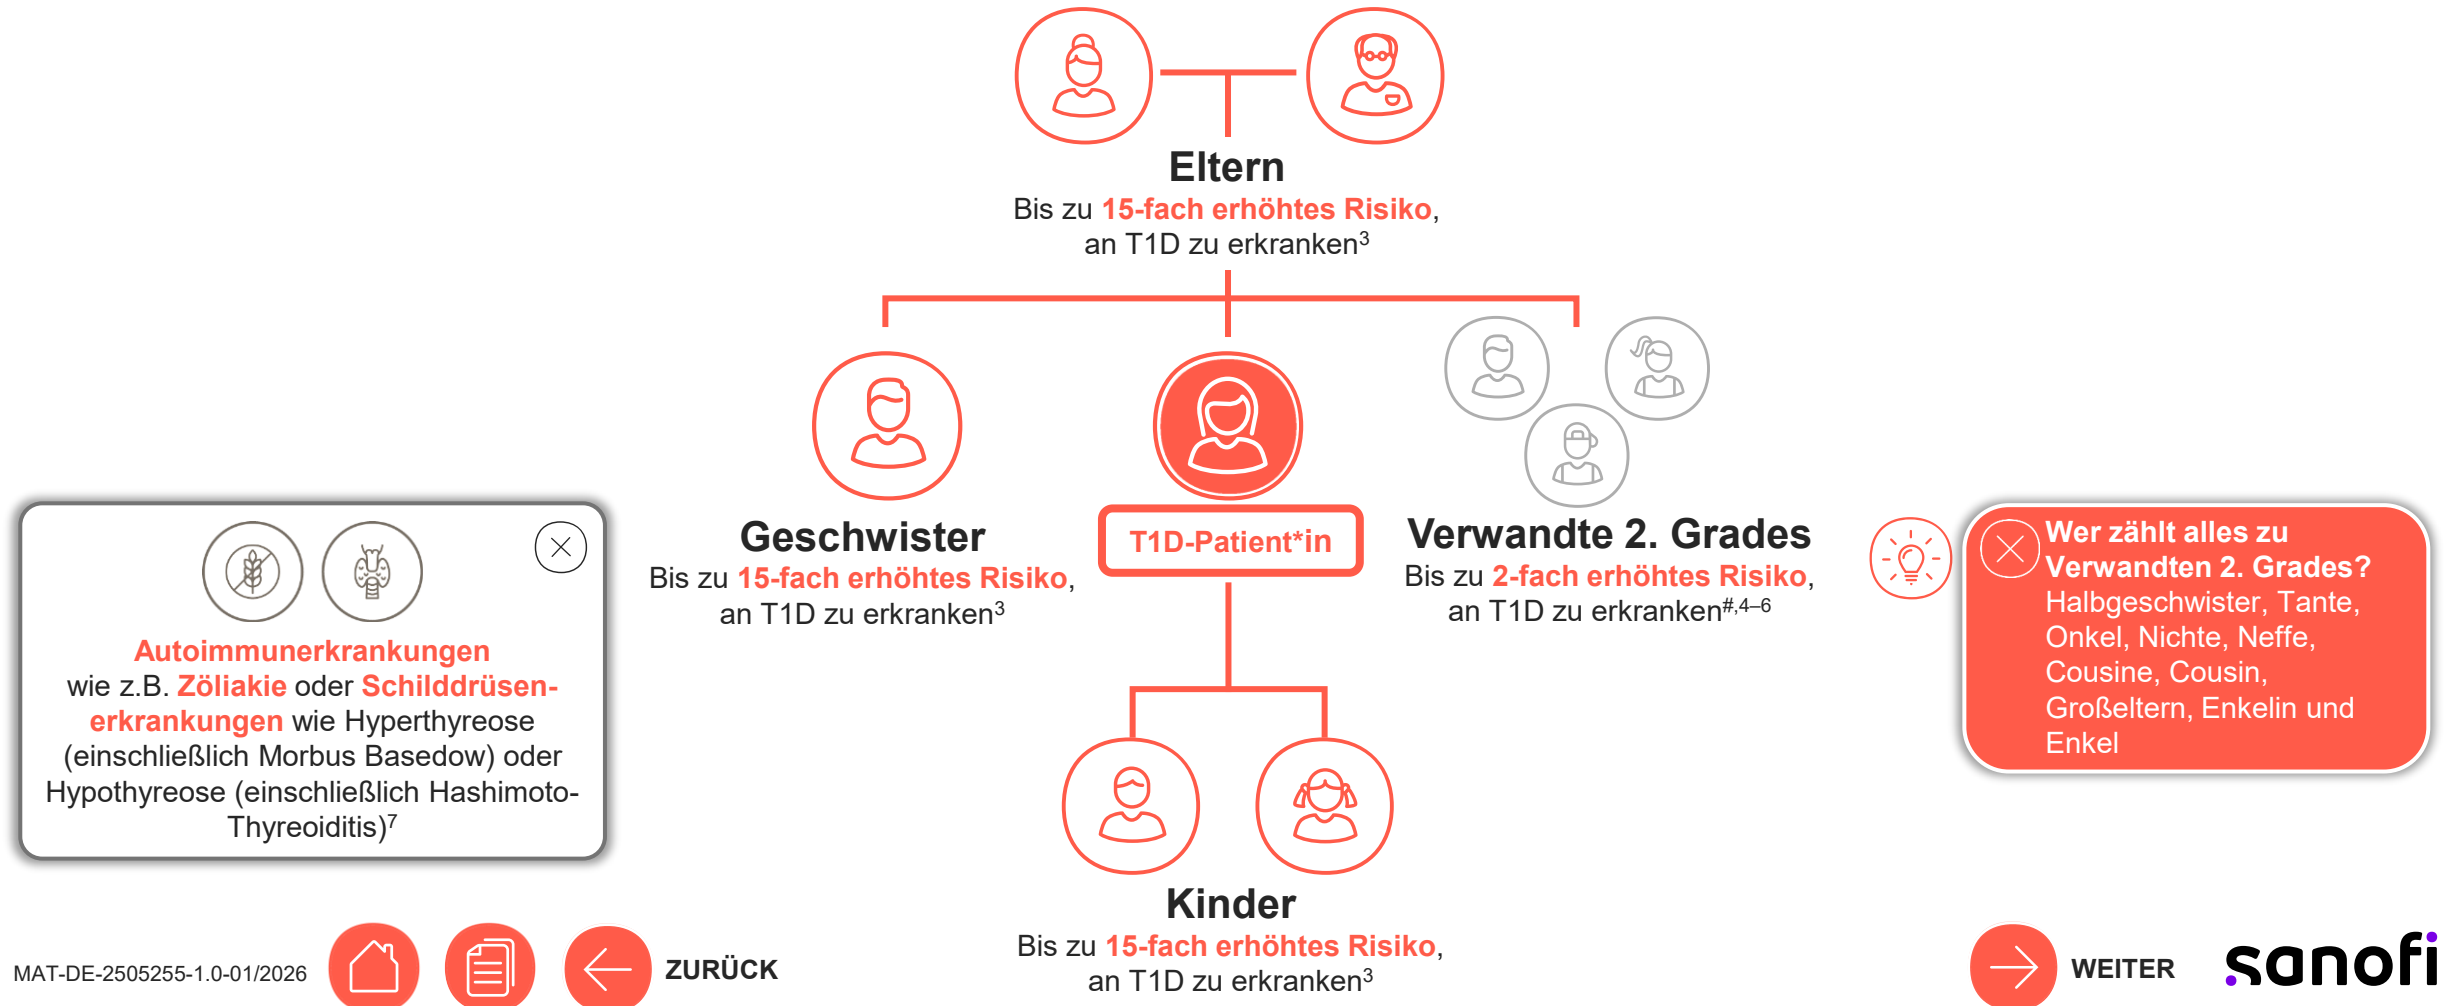 Eltern
Bis zu 15-fach erhöhtes Risiko,
an T1D zu erkranken³
Geschwister
Bis zu 15-fach erhöhtes Risiko,
an T1D zu erkranken³
T1D-Patient*in
Verwandte 2. Grades
Bis zu 2-fach erhöhtes Risiko,
an T1D zu erkranken#,4–6
Wer zählt alles zu
Verwandten 2. Grades?
Halbgeschwister, Tante,
Onkel, Nichte, Neffe,
Cousine, Cousin,
Großeltern, Enkelin und
Enkel
Autoimmunerkrankungen
wie z.B. Zöliakie oder Schilddrüsen-
erkrankungen wie Hyperthyreose
(einschließlich Morbus Basedow) oder
Hypothyreose (einschließlich Hashimoto-
Thyreoiditis)⁷
Kinder
Bis zu 15-fach erhöhtes Risiko,
an T1D zu erkranken³
MAT-DE-2505255-1.0-01/2026
ZURÜCK
WEITER
sanofi